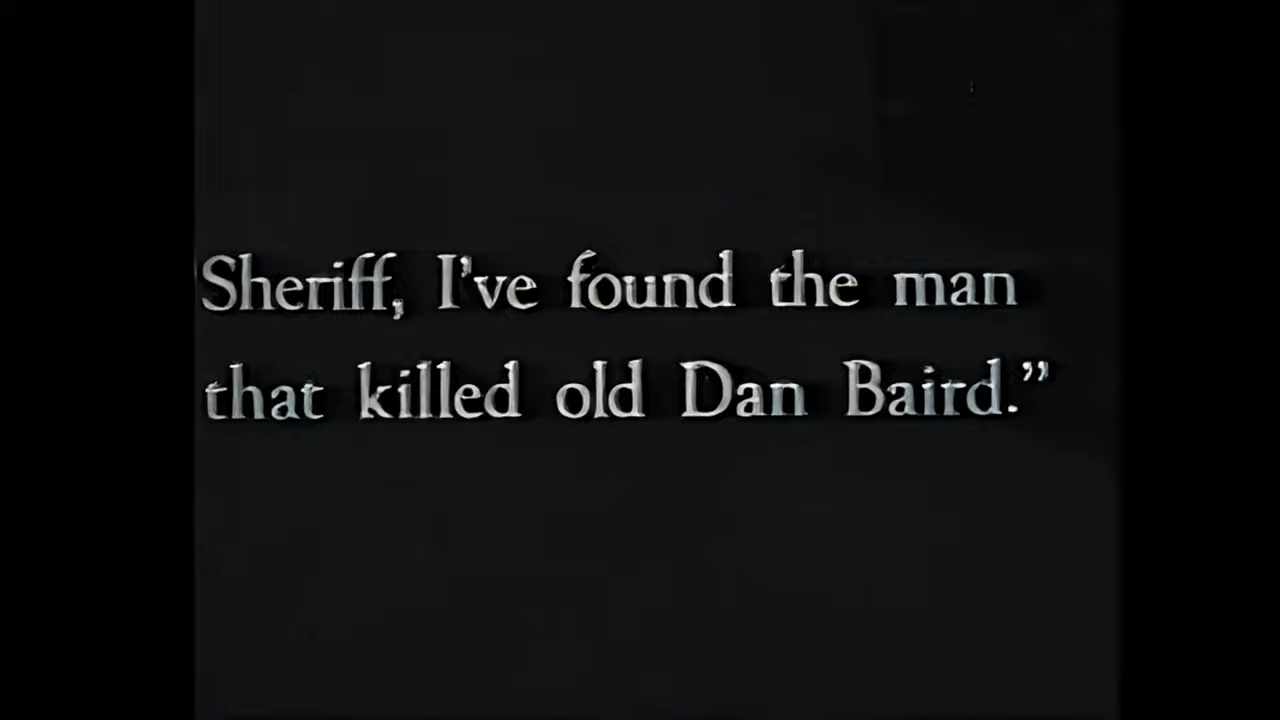 Sheriff, I've found the man
that killed old Dan Baird.”